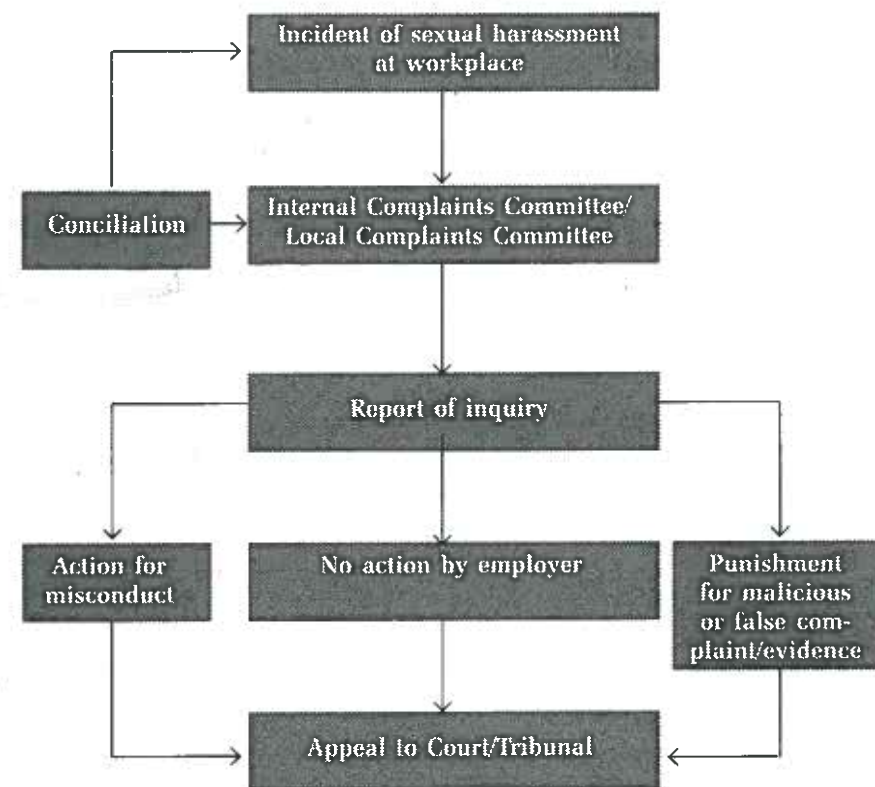 Incident of sexual harassment
at workplace
Conciliation
Internal Complaints Committee/
Local Complaints Committee
Report of inquiry
Action for
misconduct
No action by employer
Punishment
for malicious
or false com-
plaint/evidence
Appeal to Court/Tribunal